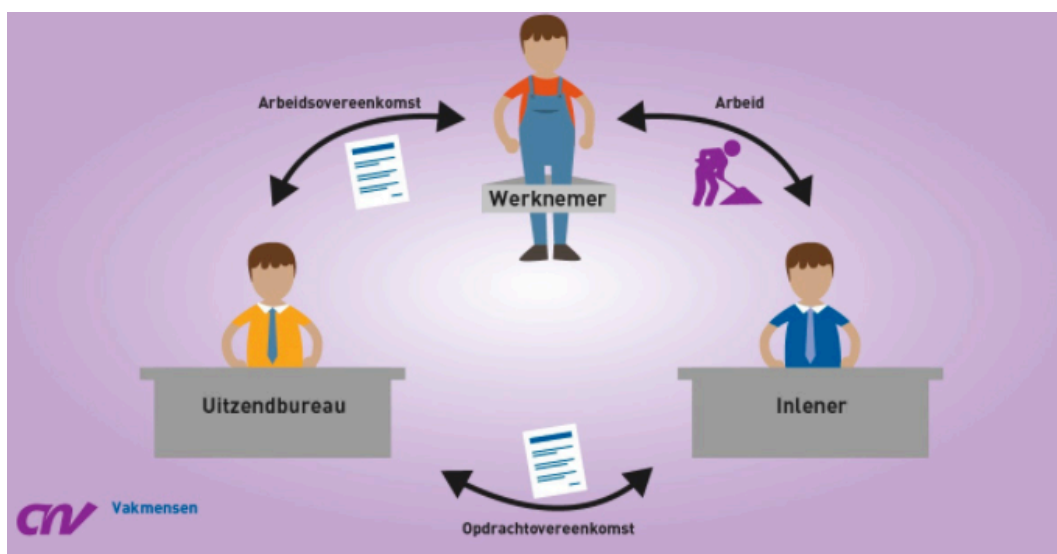 Arbeidsovereenkomst
Arbeid
Werknemer
Uitzendbureau
Inlener
Opdrachtovereenkomst
cnv Vakmensen